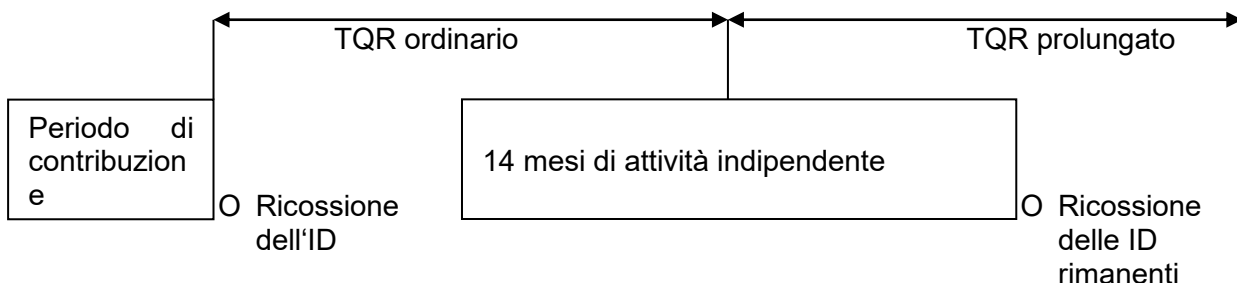 TQR ordinario
TQR prolungato
Periodo di
contribuzion
e
14 mesi di attività indipendente
O Ricossione
dell‘ID
O Ricossione
delle ID
rimanenti